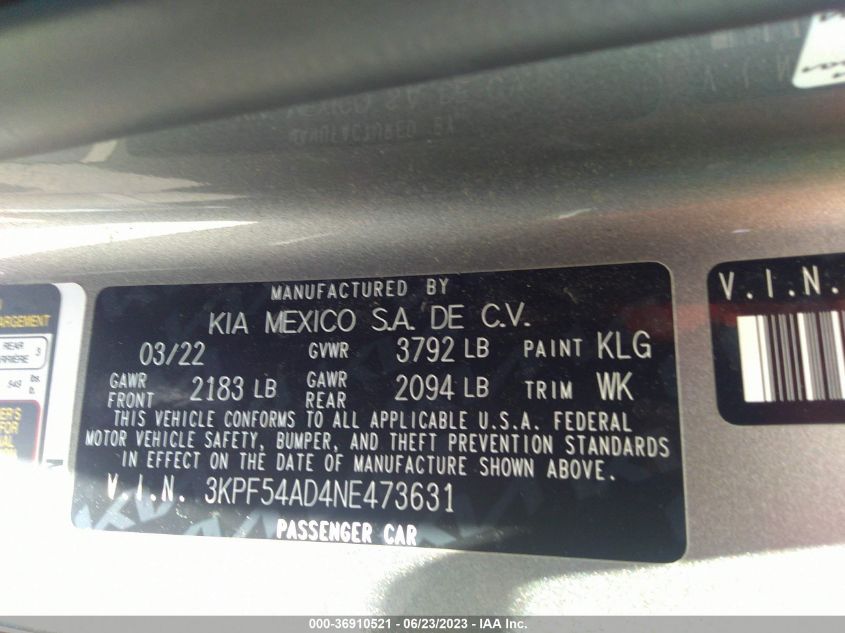 MANUFACTURED BY
KIA MEXICO S.A. DE C.V.
03/22 GVWR 3792 LB PAINT KLG
GAWR FRONT 2183 LB GAWR REAR 2094 LB TRIM WK
THIS VEHICLE CONFORMS TO ALL APPLICABLE U.S.A. FEDERAL
MOTOR VEHICLE SAFETY, BUMPER, AND THEFT PREVENTION STANDARDS
IN EFFECT ON THE DATE OF MANUFACTURE SHOWN ABOVE.
V.I.N. 3KPF54AD4NE473631
PASSENGER CAR
V.I.N.
REAR
lbs.
000-36910521 - 06/23/2023 - IAA Inc.